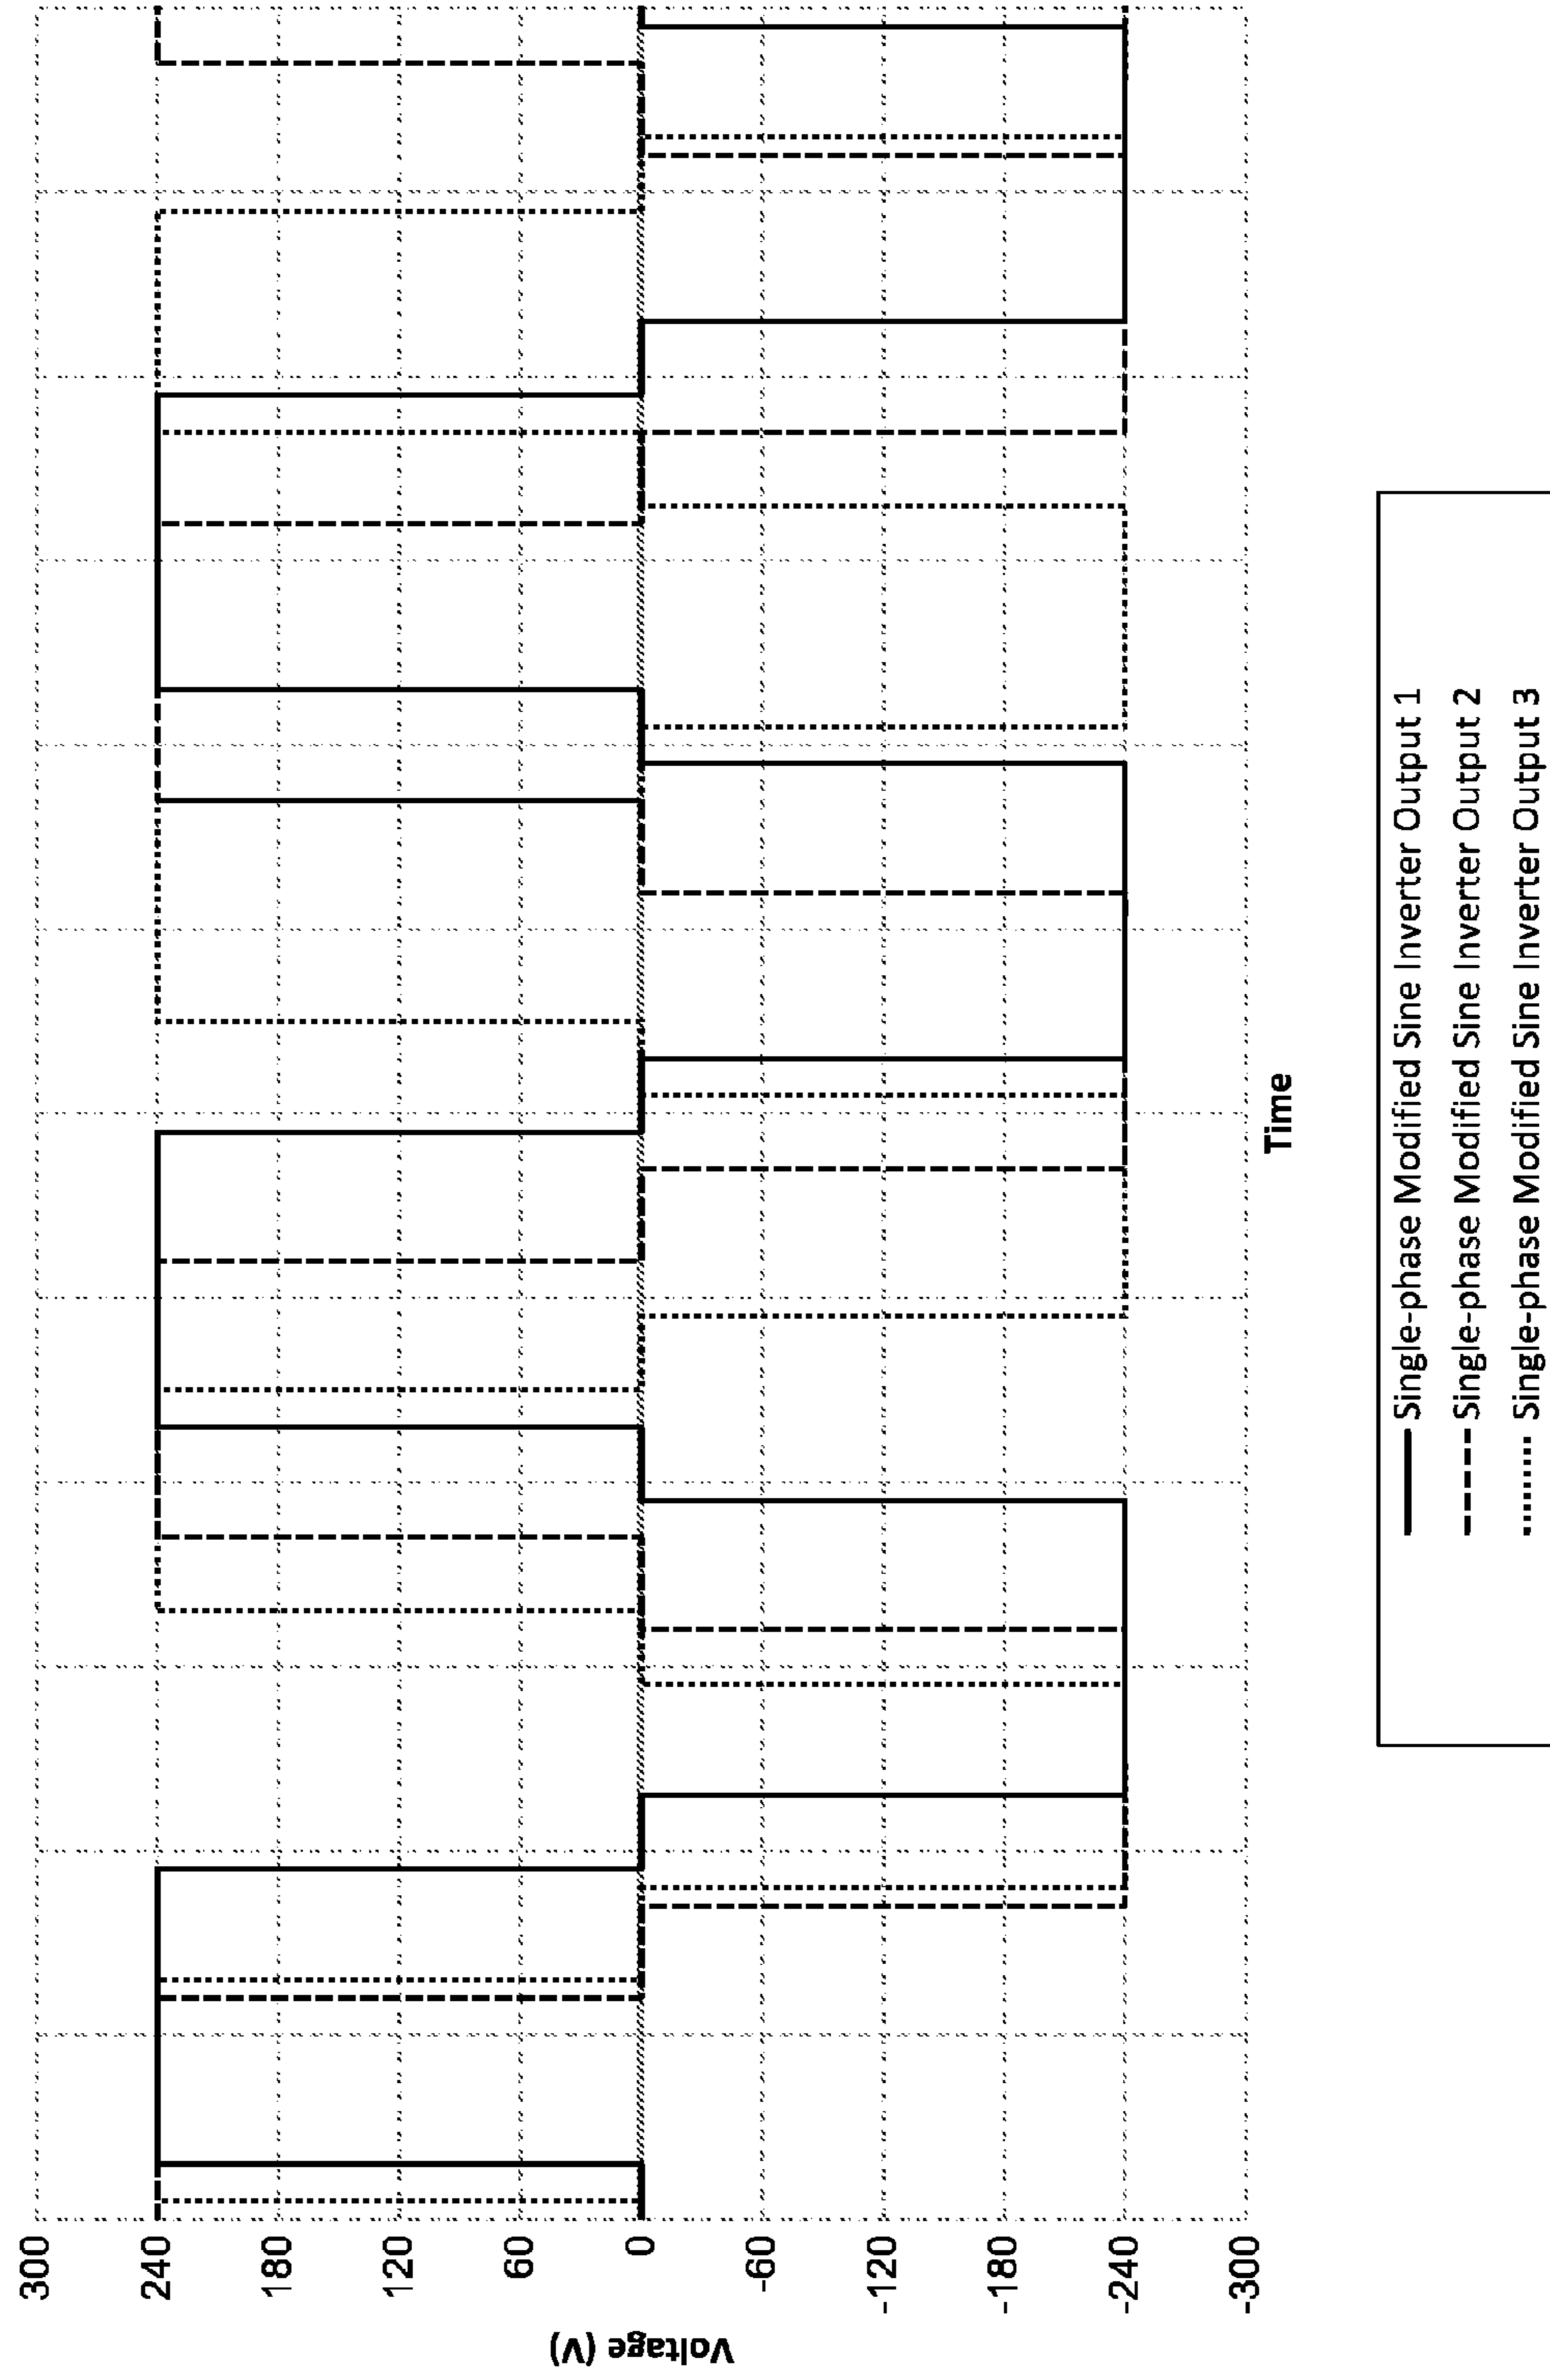 Voltage (V)
300
240
180
120
60
0
-60
-120
-180
-240
-300
Time
Single-phase Modified Sine Inverter Output 1
Single-phase Modified Sine Inverter Output 2
Single-phase Modified Sine Inverter Output 3